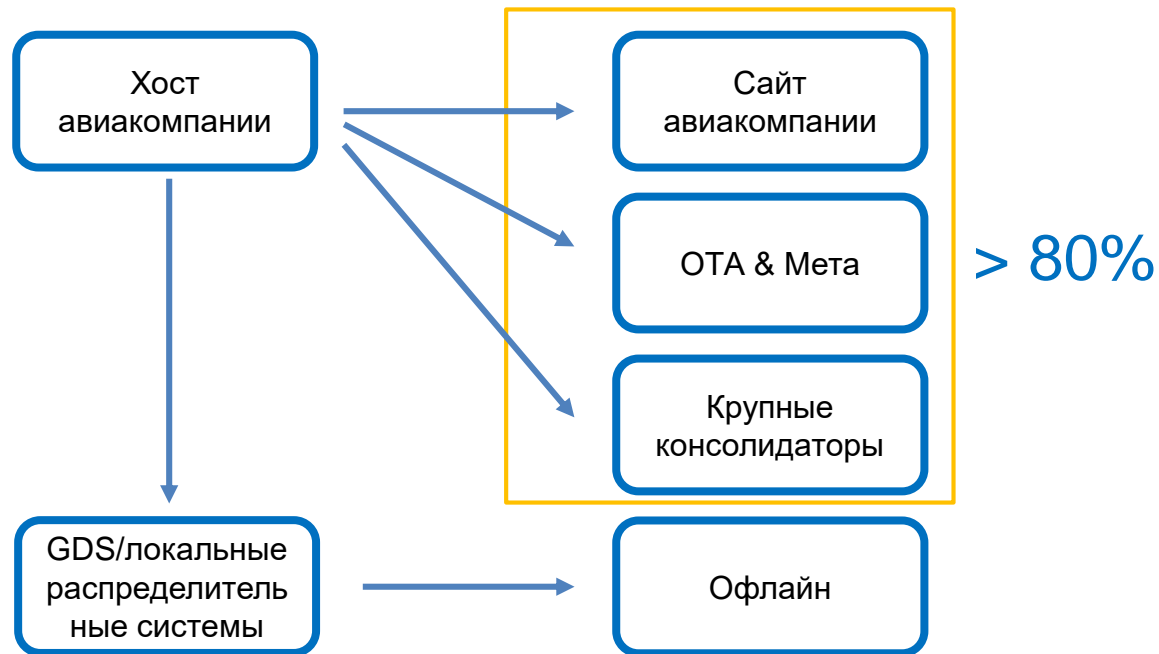 Хост
авиакомпании
Сайт
авиакомпании
OTA & Мета
> 80%
Крупные
консолидаторы
GDS/локальные
распределитель
ные системы
Офлайн